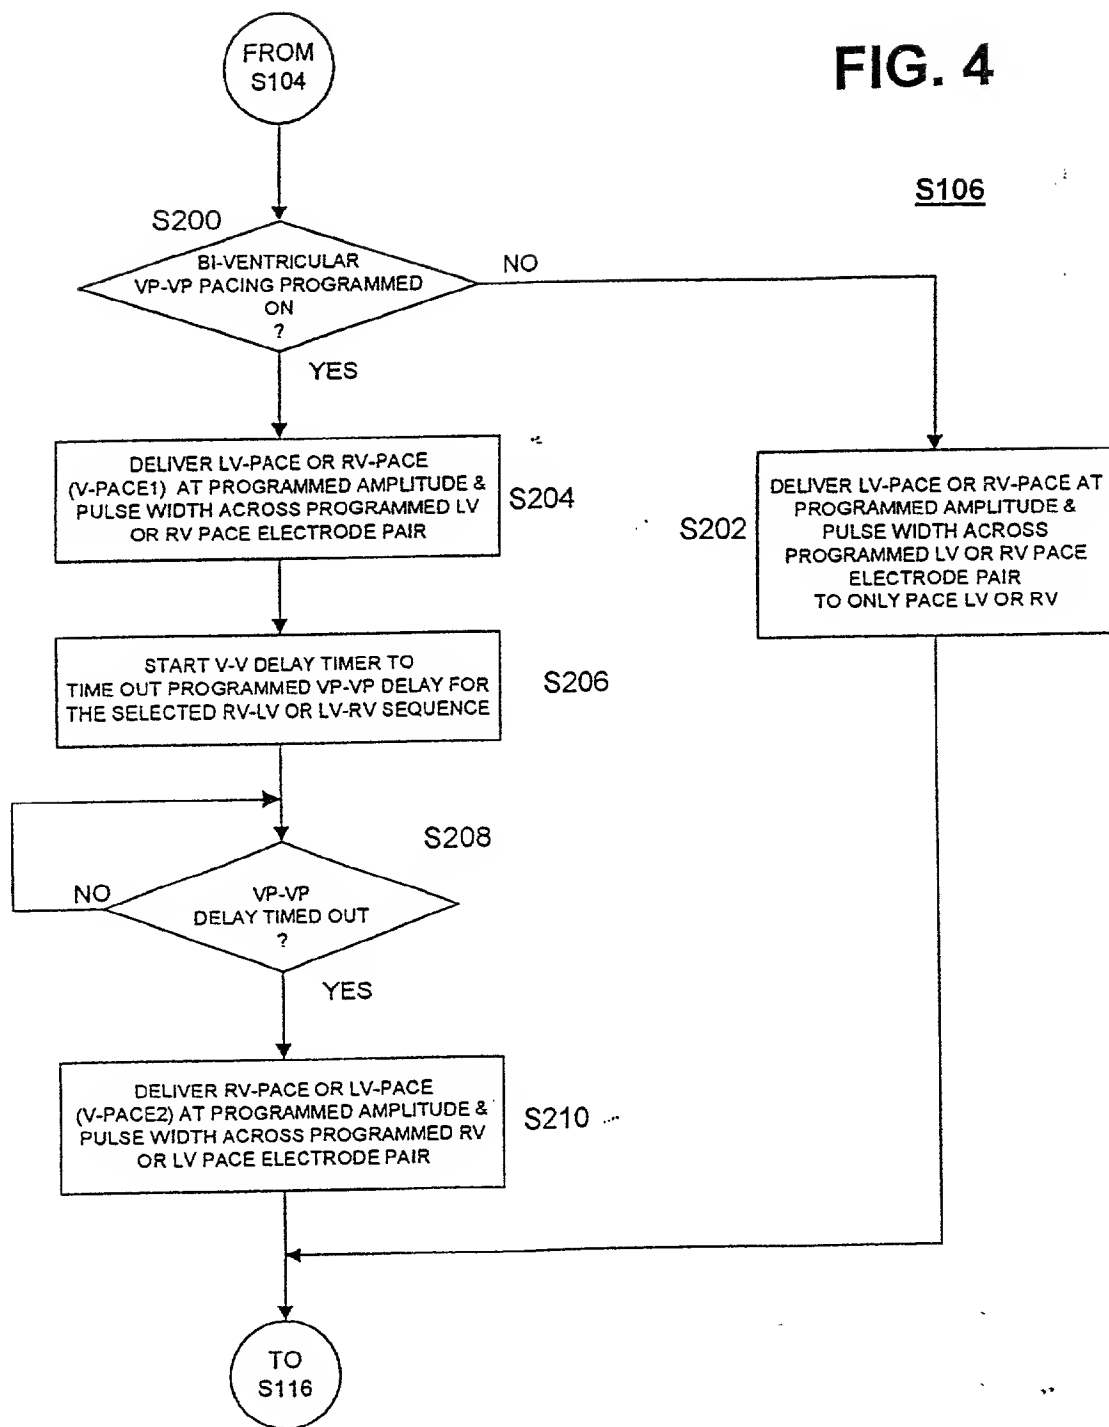 FROM
S104
FIG. 4
S106
S200
BI-VENTRICULAR
VP-VP PACING PROGRAMMED
ON
?
NO
YES
DELIVER LV-PACE OR RV-PACE
(V-PACE1) AT PROGRAMMED AMPLITUDE &
PULSE WIDTH ACROSS PROGRAMMED LV
OR RV PACE ELECTRODE PAIR
S204
S202
DELIVER LV-PACE OR RV-PACE AT
PROGRAMMED AMPLITUDE &
PULSE WIDTH ACROSS
PROGRAMMED LV OR RV PACE
ELECTRODE PAIR
TO ONLY PACE LV OR RV
START V-V DELAY TIMER TO
TIME OUT PROGRAMMED VP-VP DELAY FOR
THE SELECTED RV-LV OR LV-RV SEQUENCE
S206
S208
NO
VP-VP
DELAY TIMED OUT
?
YES
DELIVER RV-PACE OR LV-PACE
(V-PACE2) AT PROGRAMMED AMPLITUDE &
PULSE WIDTH ACROSS PROGRAMMED RV
OR LV PACE ELECTRODE PAIR
S210
TO
S116